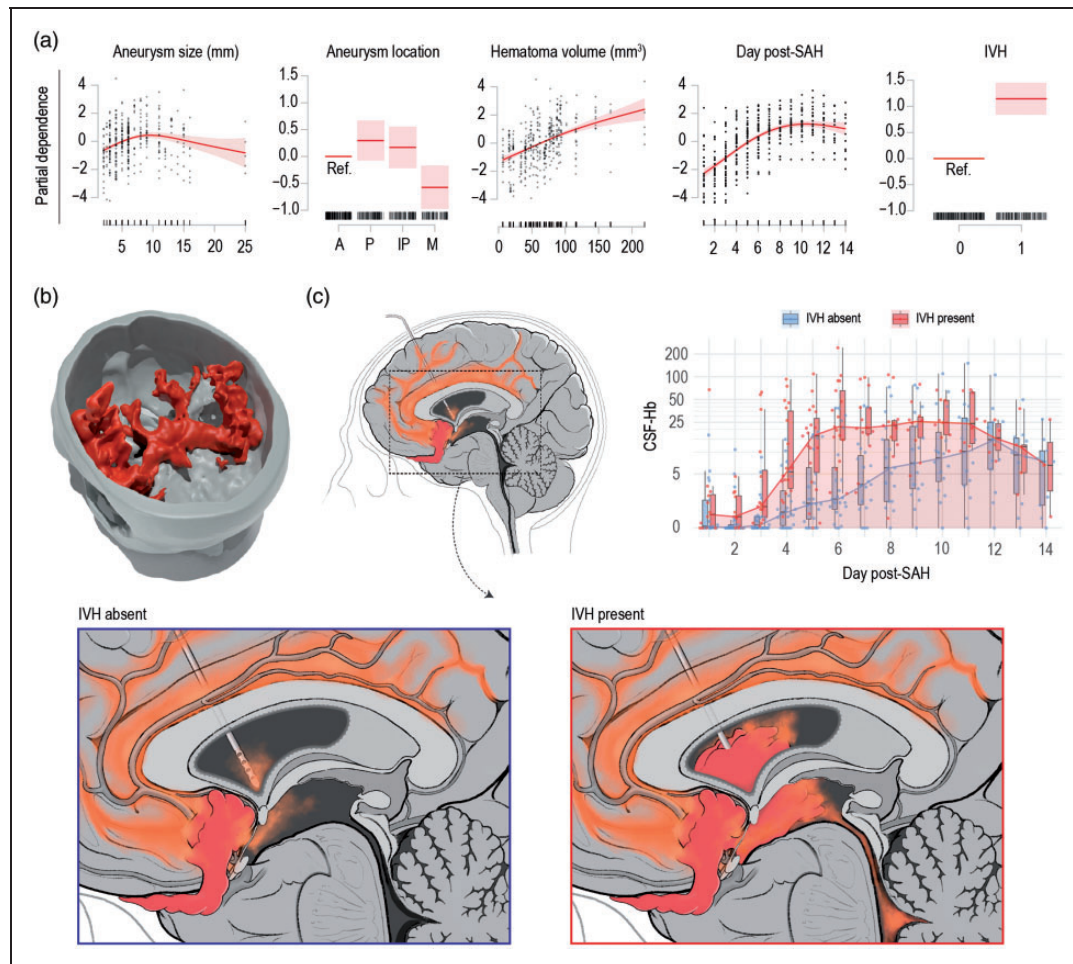 (a)
Aneurysm size (mm)
Aneurysm location
Hematoma volume (mm³)
Day post-SAH
IVH
Partial dependence
4
2
0
−2
−4
5 10 15 20 25
1.5
1.0
0.5
0.0
−0.5
−1.0
Ref.
A P IP M
4
2
0
−2
−4
0 50 100 150 200
4
2
0
−2
−4
2 4 6 8 10 12 14
1.5
1.0
0.5
0.0
−0.5
−1.0
Ref.
0 1
(b)
(c)
IVH absent IVH present
CSF-Hb
200
100
50
25
5
0
2 4 6 8 10 12 14
Day post-SAH
IVH absent
IVH present